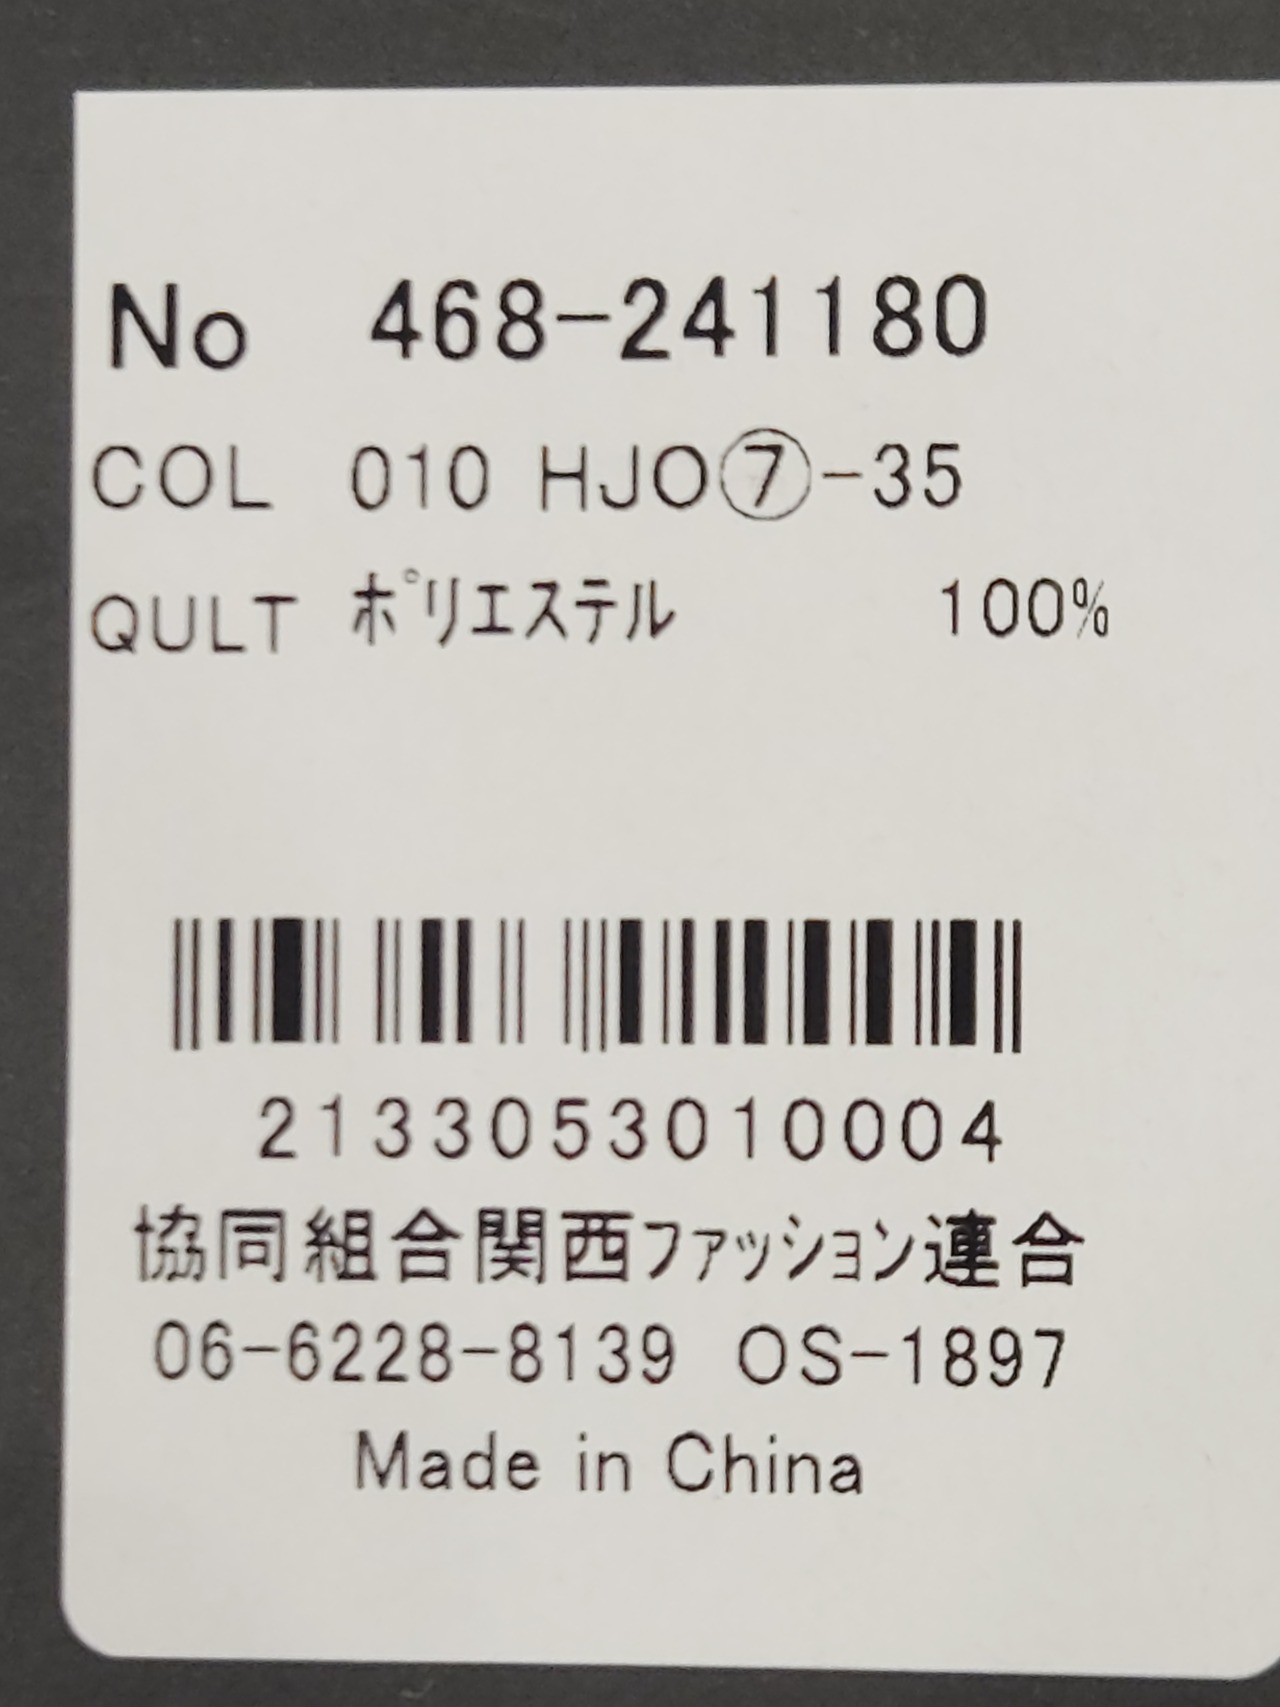 No 468-241180
COL 010 HJO⑦-35
QULT ポリエステル 100%
2133053010004
協同組合関西ファッション連合
06-6228-8139 OS-1897
Made in China